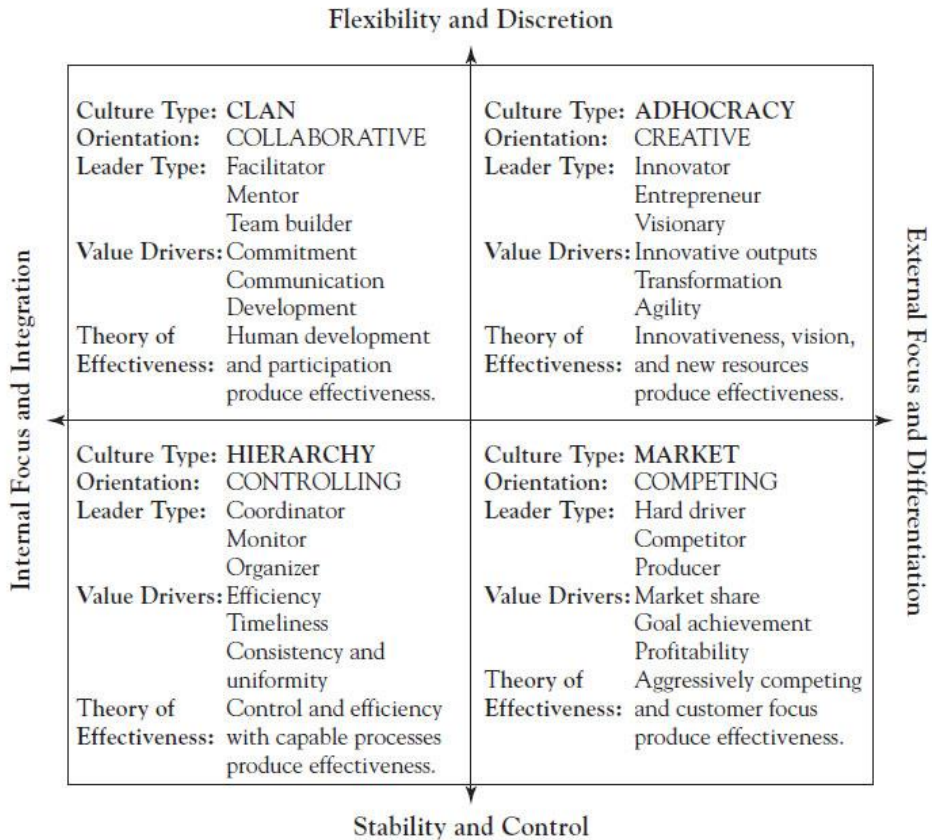 Flexibility and Discretion
Culture Type: CLAN
Orientation: COLLABORATIVE
Leader Type: Facilitator
Mentor
Team builder
Value Drivers: Commitment
Communication
Development
Theory of Human development
Effectiveness: and participation
produce effectiveness.
Culture Type: ADHOCRACY
Orientation: CREATIVE
Leader Type: Innovator
Entrepreneur
Visionary
Value Drivers: Innovative outputs
Transformation
Agility
Theory of Innovativeness, vision,
Effectiveness: and new resources
produce effectiveness.
Internal Focus and Integration
External Focus and Differentiation
Culture Type: HIERARCHY
Orientation: CONTROLLING
Leader Type: Coordinator
Monitor
Organizer
Value Drivers: Efficiency
Timeliness
Consistency and
uniformity
Theory of Control and efficiency
Effectiveness: with capable processes
produce effectiveness.
Culture Type: MARKET
Orientation: COMPETING
Leader Type: Hard driver
Competitor
Producer
Value Drivers: Market share
Goal achievement
Profitability
Theory of Aggressively competing
Effectiveness: and customer focus
produce effectiveness.
Stability and Control